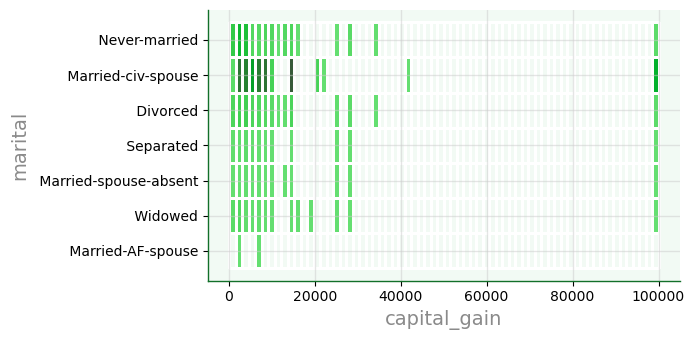 Never-married
Married-civ-spouse
Divorced
Separated
Married-spouse-absent
Widowed
Married-AF-spouse
marital
0 20000 40000 60000 80000 100000
capital_gain